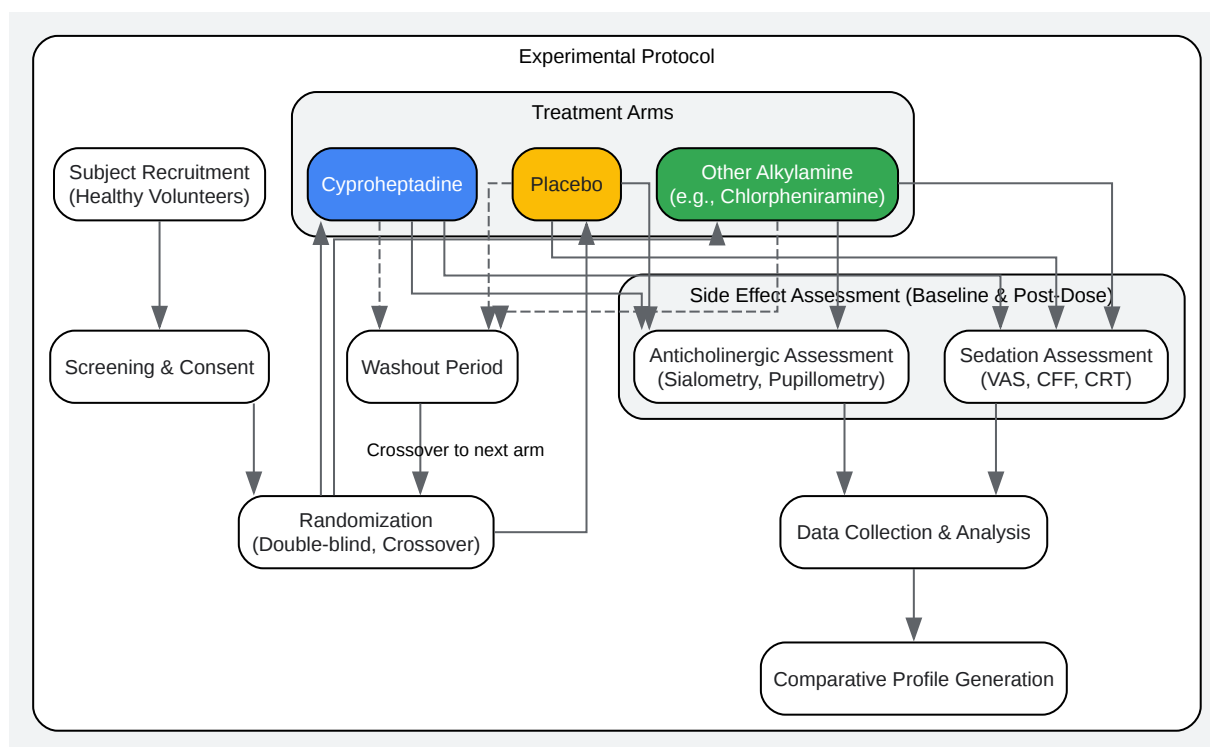 Experimental Protocol
Treatment Arms
Subject Recruitment
(Healthy Volunteers)
Cyproheptadine
Placebo
Other Alkylamine
(e.g., Chlorpheniramine)
Side Effect Assessment (Baseline & Post-Dose)
Screening & Consent
Washout Period
Anticholinergic Assessment
(Sialometry, Pupillometry)
Sedation Assessment
(VAS, CFF, CRT)
Crossover to next arm
Randomization
(Double-blind, Crossover)
Data Collection & Analysis
Comparative Profile Generation